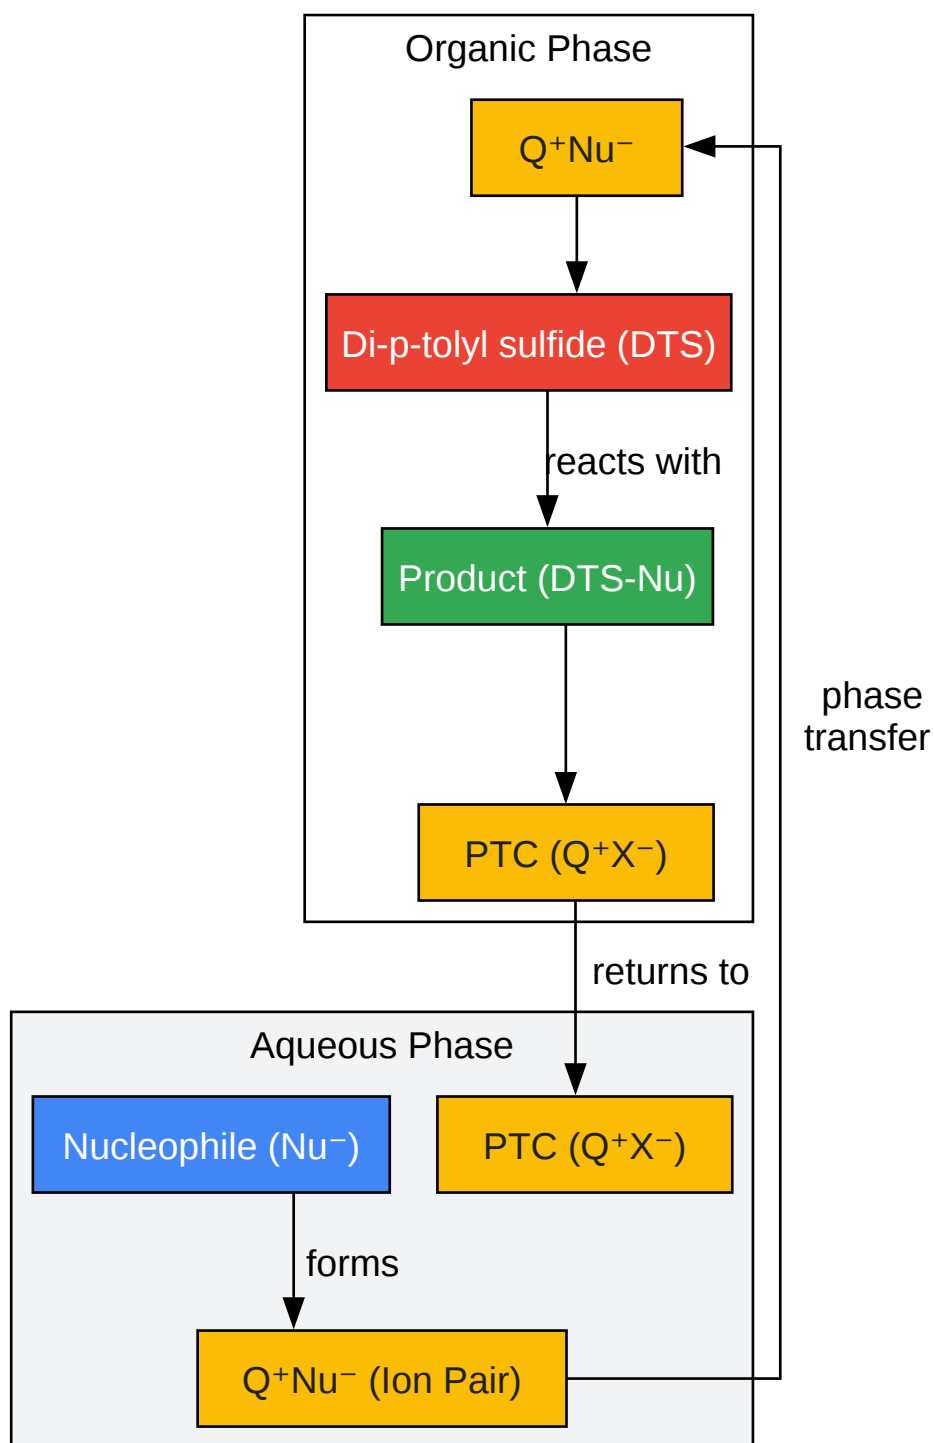 Organic Phase
Q⁺Nu⁻
Di-p-tolyl sulfide (DTS)
reacts with
Product (DTS-Nu)
phase
transfer
PTC (Q⁺X⁻)
returns to
Aqueous Phase
Nucleophile (Nu⁻)
PTC (Q⁺X⁻)
forms
Q⁺Nu⁻ (Ion Pair)